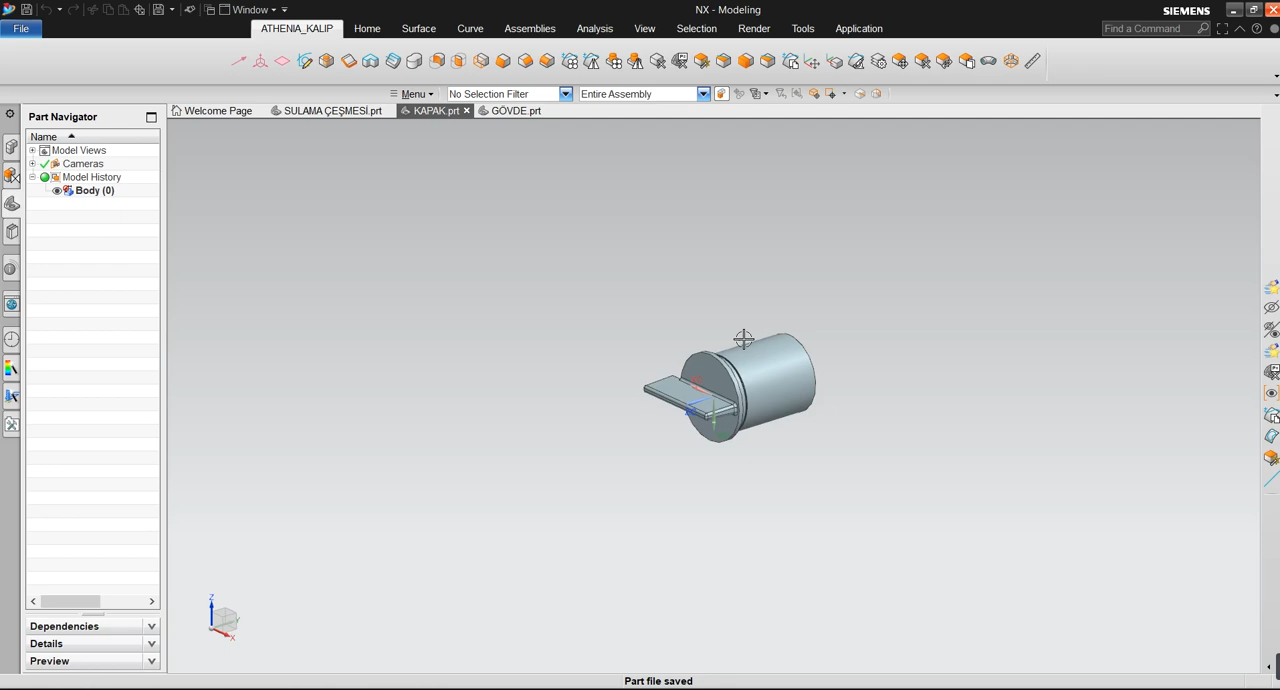 Window
NX - Modeling
SIEMENS
File
ATHENIA_KALIP
Home
Surface
Curve
Assemblies
Analysis
View
Selection
Render
Tools
Application
Find a Command
Menu
No Selection Filter
Entire Assembly
Part Navigator
Welcome Page
SULAMA ÇEŞMESİ.prt
KAPAK.prt
GÖVDE.prt
Name
Model Views
Cameras
Model History
Body (0)
Z
Y
X
Dependencies
Details
Preview
Part file saved